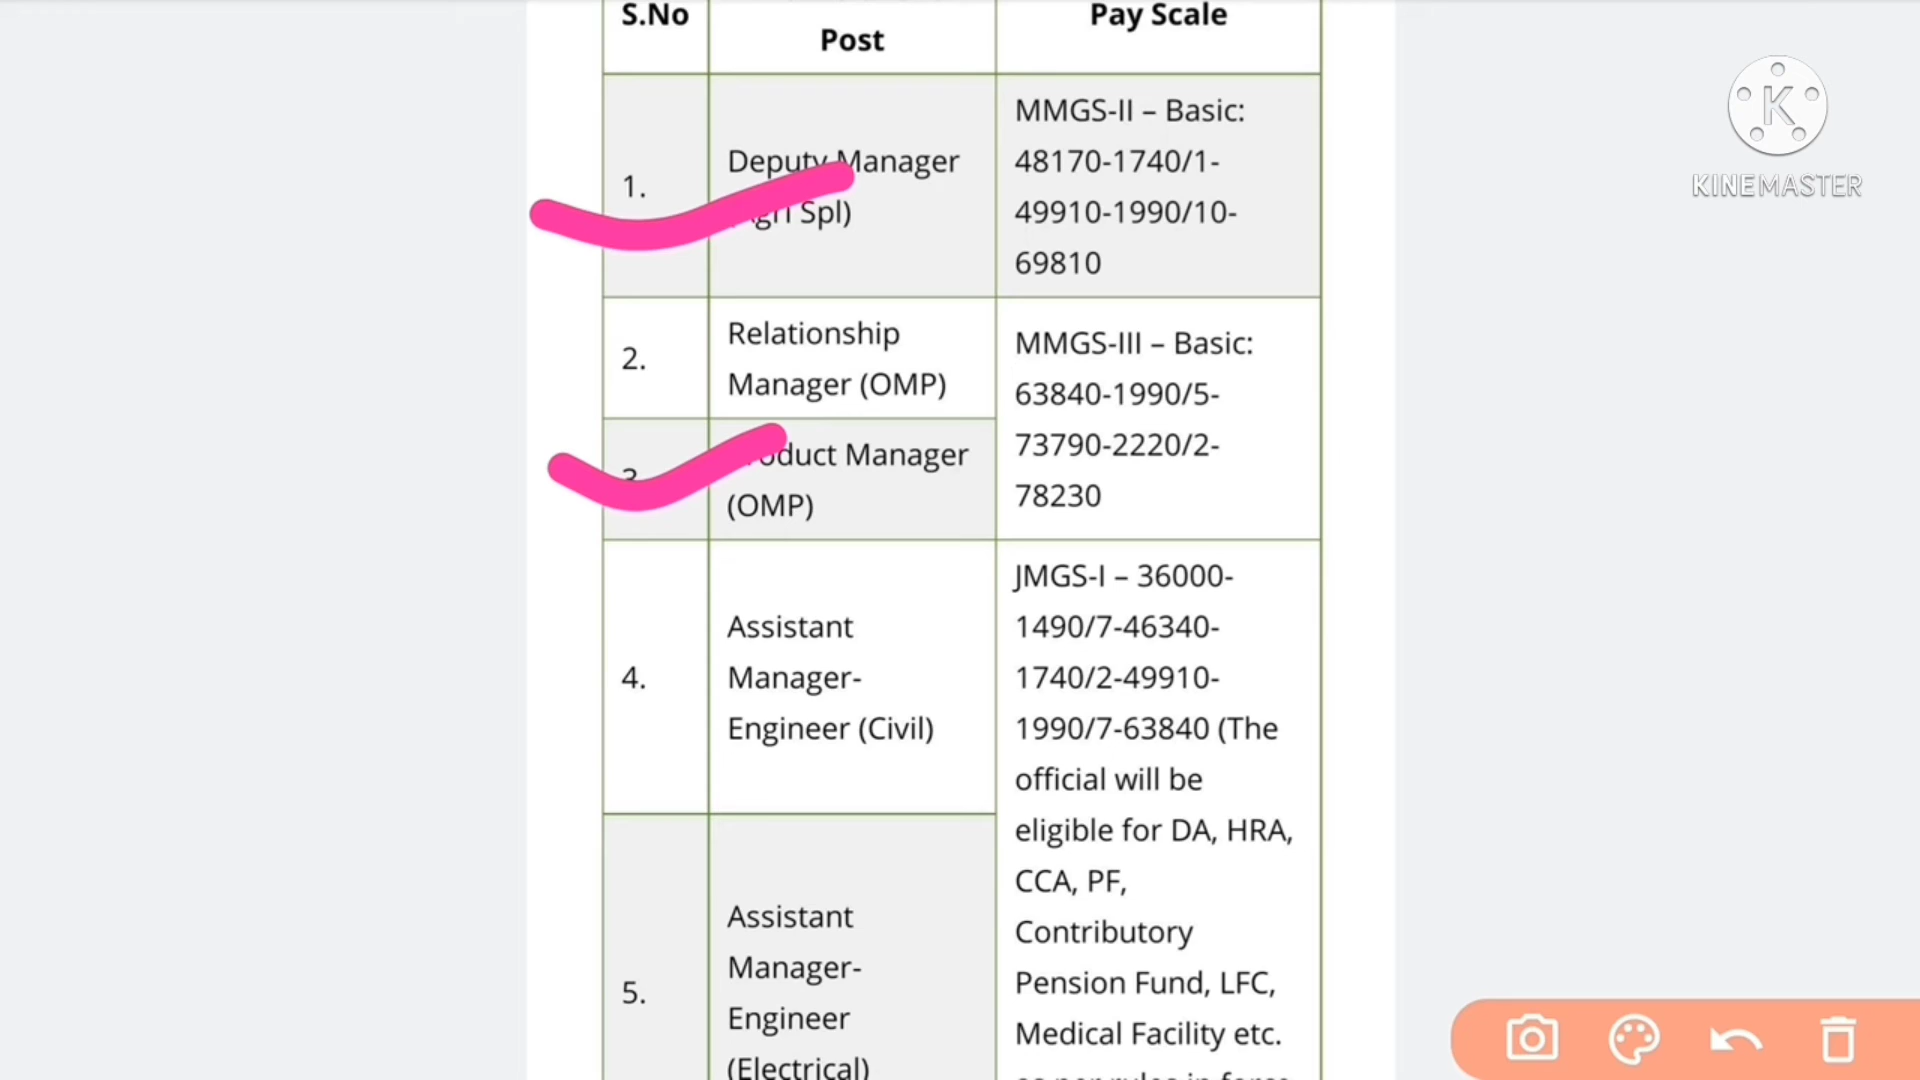 S.No
Post
Pay Scale
1.
Deputy Manager
Spl)
MMGS-II – Basic:
48170-1740/1-
49910-1990/10-
69810
2.
Relationship
Manager (OMP)
MMGS-III – Basic:
63840-1990/5-
73790-2220/2-
78230
Manager
(OMP)
4.
Assistant
Manager-
Engineer (Civil)
JMGS-I – 36000-
1490/7-46340-
1740/2-49910-
1990/7-63840 (The
official will be
eligible for DA, HRA,
CCA, PF,
Contributory
Pension Fund, LFC,
Medical Facility etc.
5.
Assistant
Manager-
Engineer
(Electrical)
K
KINEMASTER